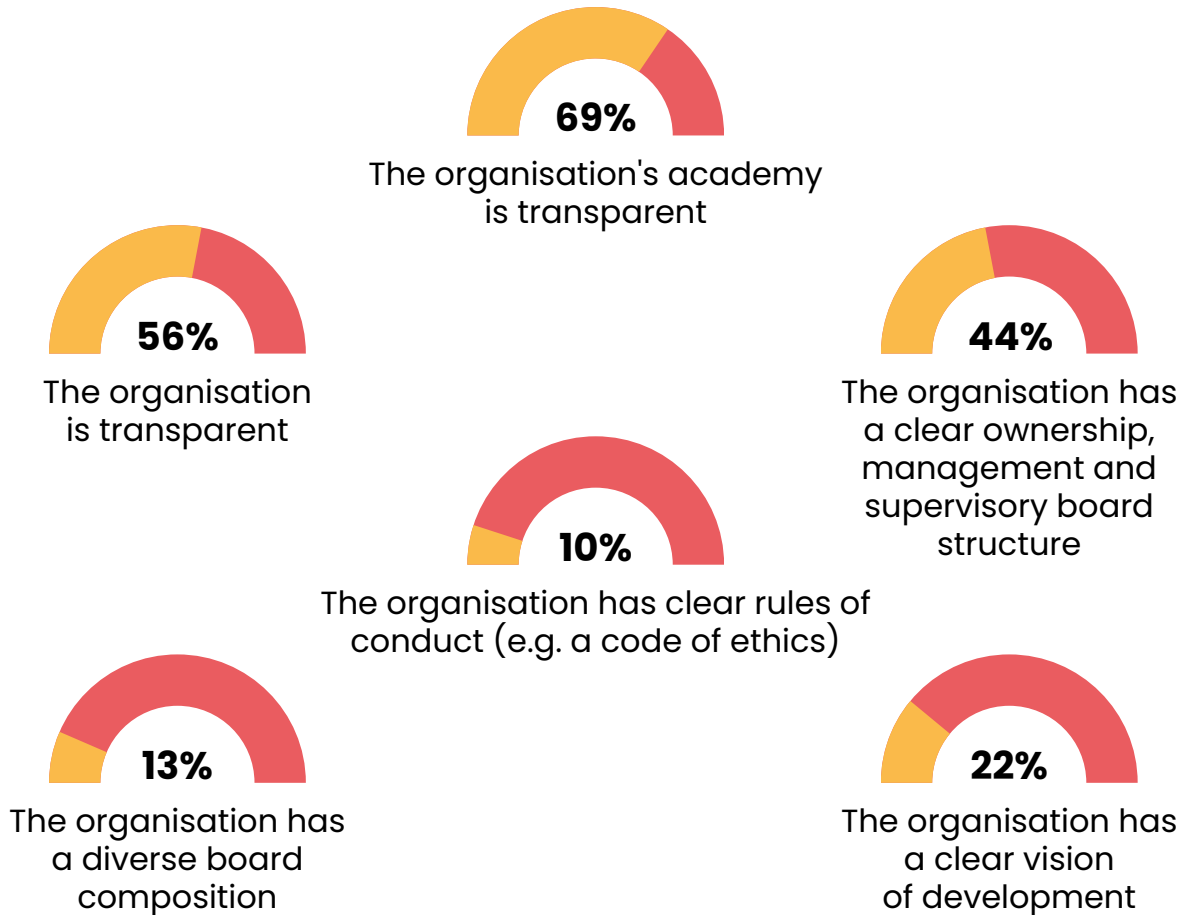 69%
The organisation's academy
is transparent
56%
The organisation
is transparent
44%
The organisation has
a clear ownership,
management and
supervisory board
structure
10%
The organisation has clear rules of
conduct (e.g. a code of ethics)
13%
The organisation has
a diverse board
composition
22%
The organisation has
a clear vision
of development